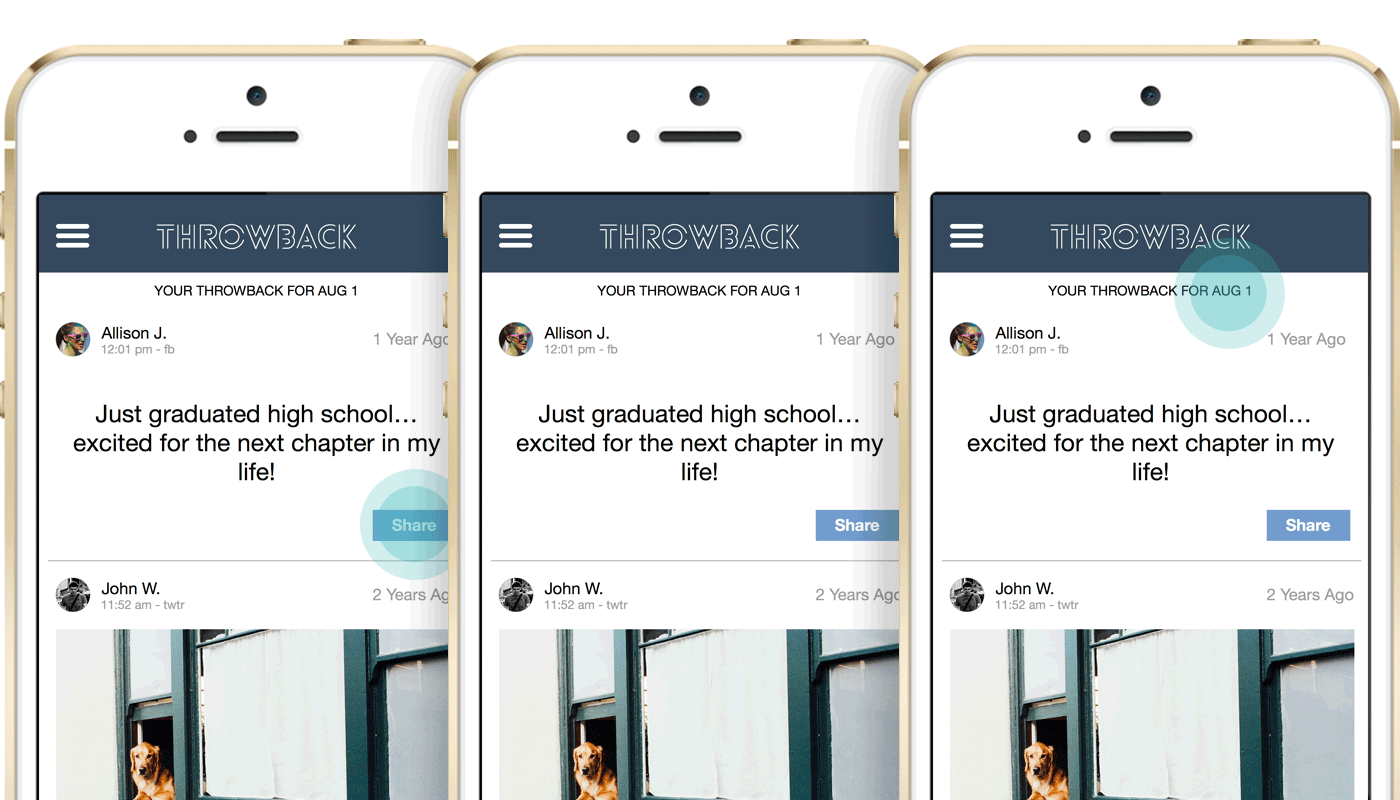 THROWBACK
YOUR THROWBACK FOR AUG 1
Allison J.
1 Year Ago
12:01 pm - fb
Just graduated high school…
excited for the next chapter in my
life!
Share
John W.
2 Years Ag
11:52 am - twtr
THROWBACK
YOUR THROWBACK FOR AUG 1
Allison J.
1 Year Ago
12:01 pm - fb
Just graduated high school…
excited for the next chapter in my
life!
Share
John W.
2 Years Ago
11:52 am - twtr
THROWBACK
YOUR THROWBACK FOR AUG 1
Allison J.
1 Year Ago
12:01 pm - fb
Just graduated high school…
excited for the next chapter in my
life!
Share
John W.
2 Years Ago
11:52 am - twtr